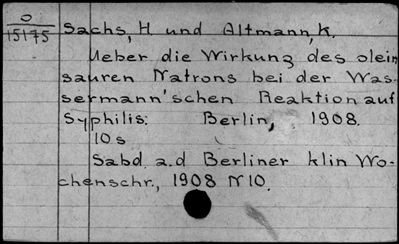 0
15175
Sachs, H und Altmann, K.
Ueber die Wirkung des olein
sauren Natrons bei der Was-
sermann'schen Reaktion auf
Syphilis. Berlin, 1908.
10 s
Sabd a.d Berliner klin Wo-
chenschr., 1908 N 10.